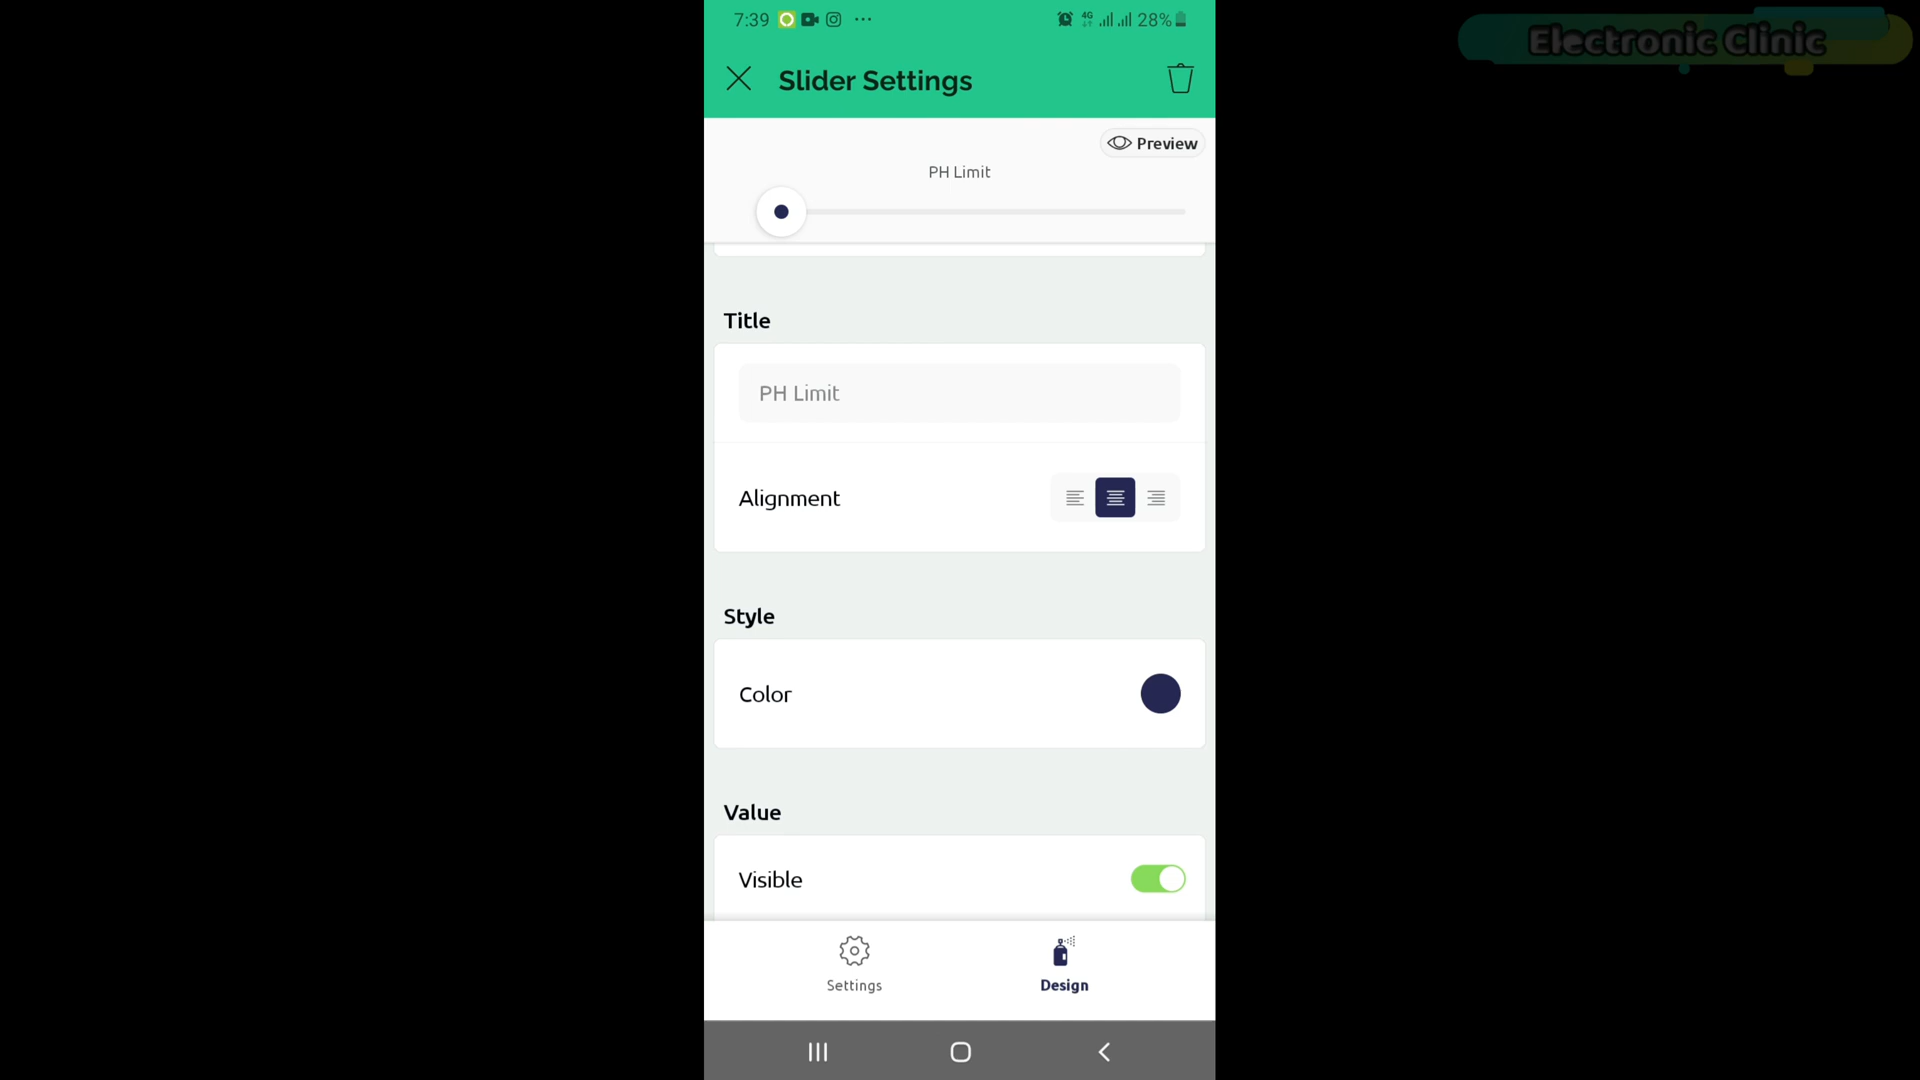 7:39 4G 28%
Electronic Clinic
Slider Settings
Preview
PH Limit
Title
PH Limit
Alignment
Style
Color
Value
Visible
Settings Design